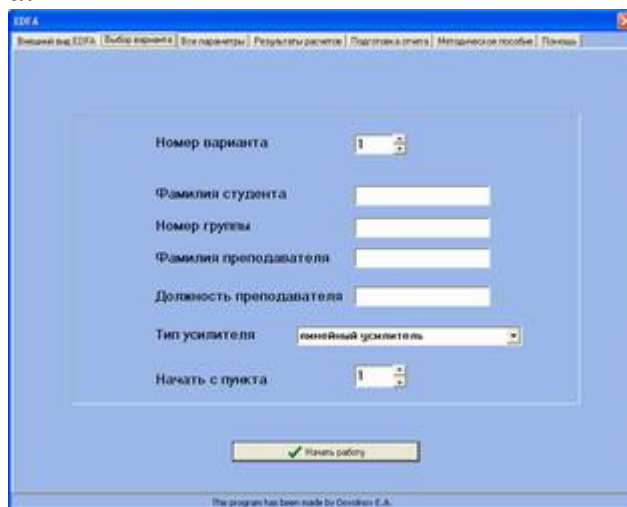 EDFA
Внешний вид EDFA Выбор варианта Все параметры Результаты расчетов Подготовка отчета Методическое пособие Помощь
Номер варианта 1
Фамилия студента
Номер группы
Фамилия преподавателя
Должность преподавателя
Тип усилителя линейный усилитель
Начать с пункта 1
Начать работу
This program has been made by E.A.